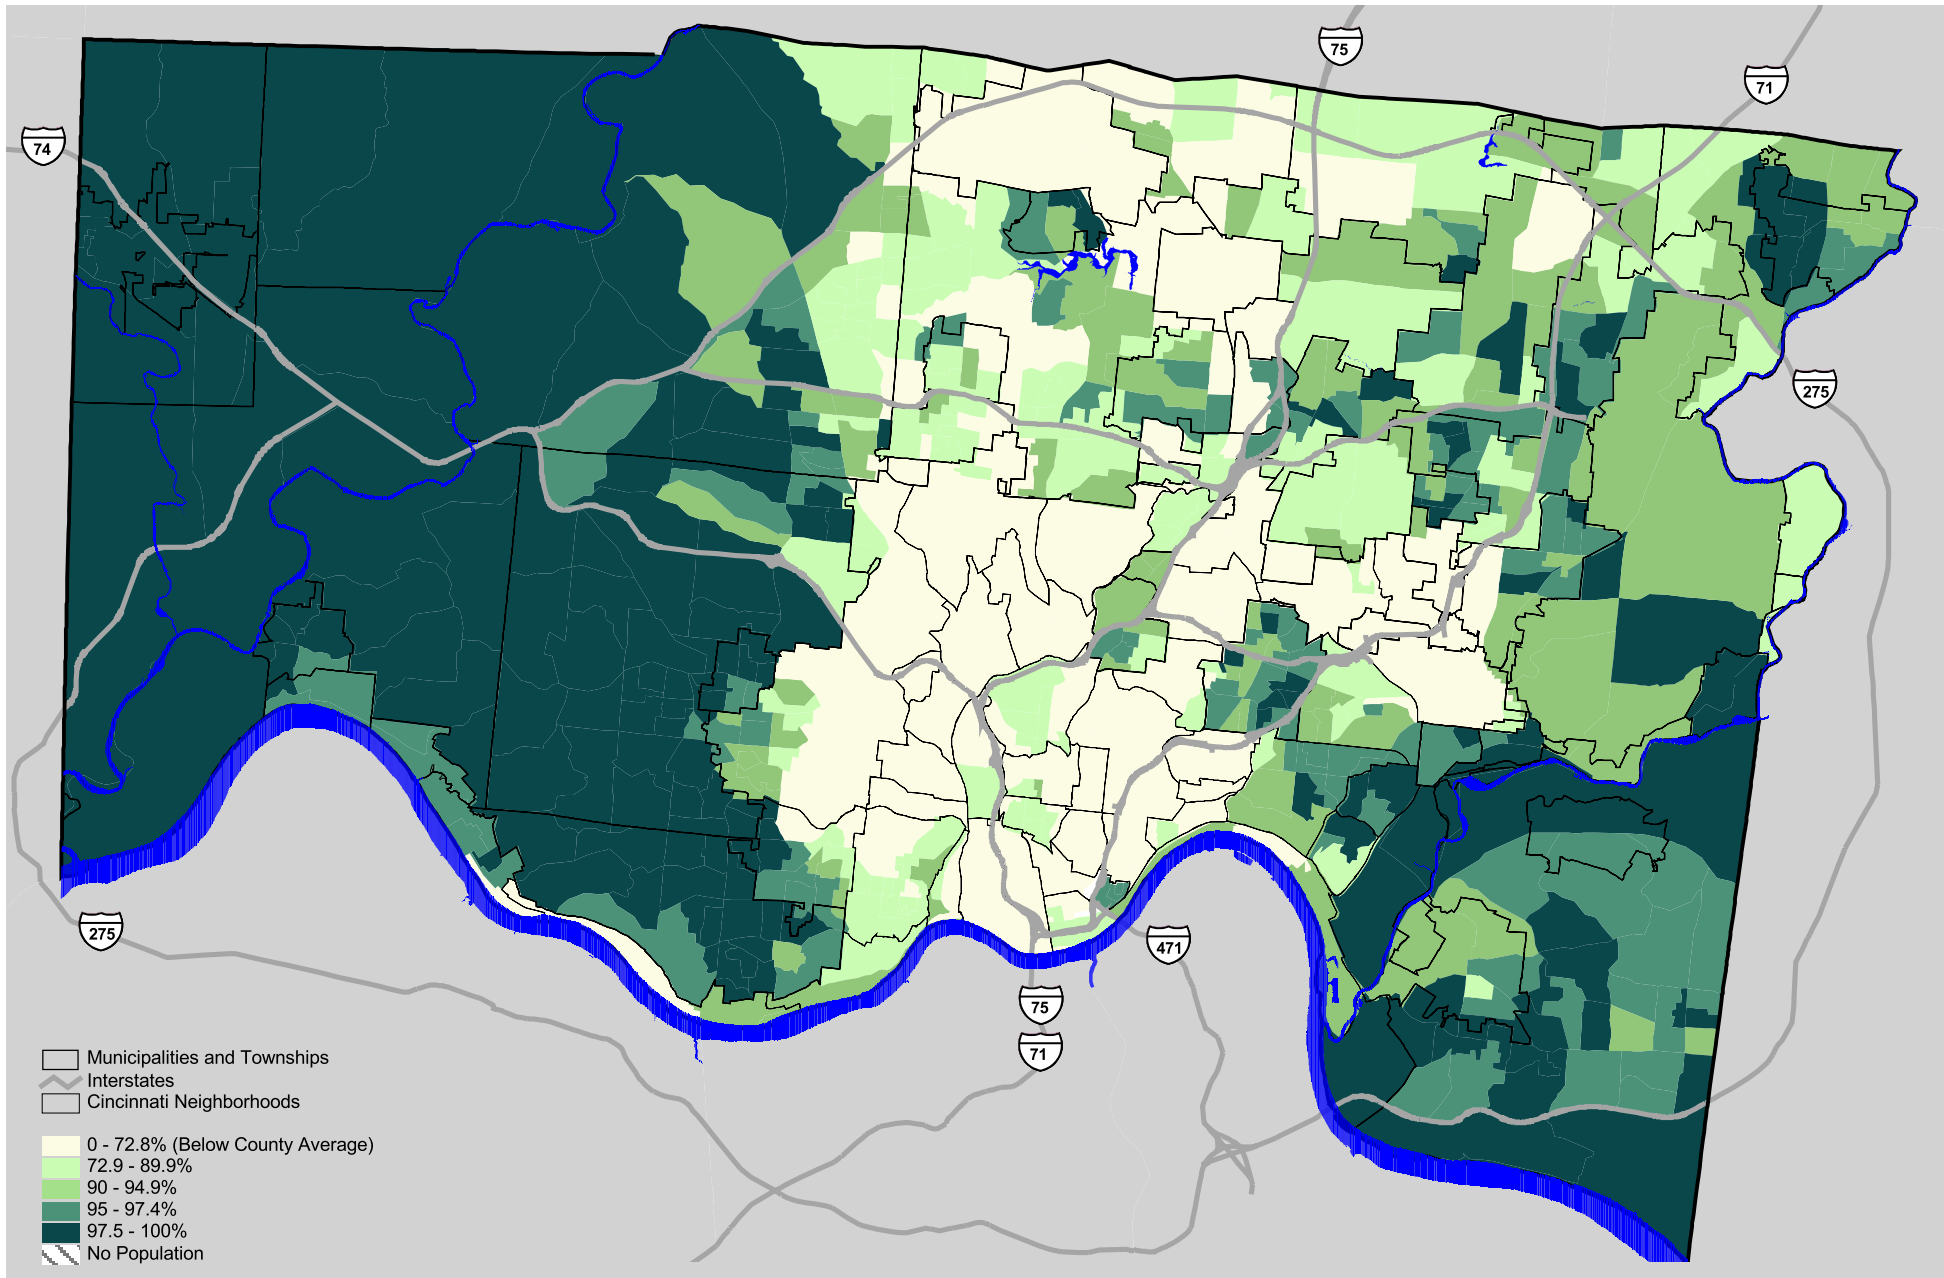 75
71
74
275
275
471
75
71
Municipalities and Townships
Interstates
Cincinnati Neighborhoods
0 - 72.8% (Below County Average)
72.9 - 89.9%
90 - 94.9%
95 - 97.4%
97.5 - 100%
No Population